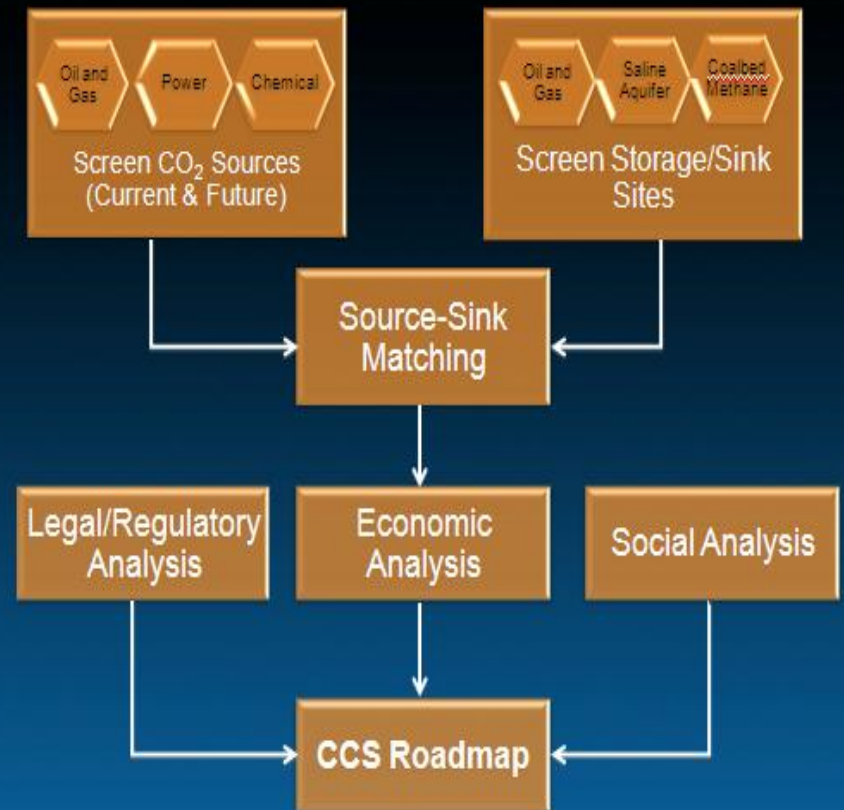 Oil and
Gas
Power
Chemical
Screen CO₂ Sources
(Current & Future)
Oil and
Gas
Saline
Aquifer
Coalbed
Methane
Screen Storage/Sink
Sites
Source-Sink
Matching
Legal/Regulatory
Analysis
Economic
Analysis
Social Analysis
CCS Roadmap